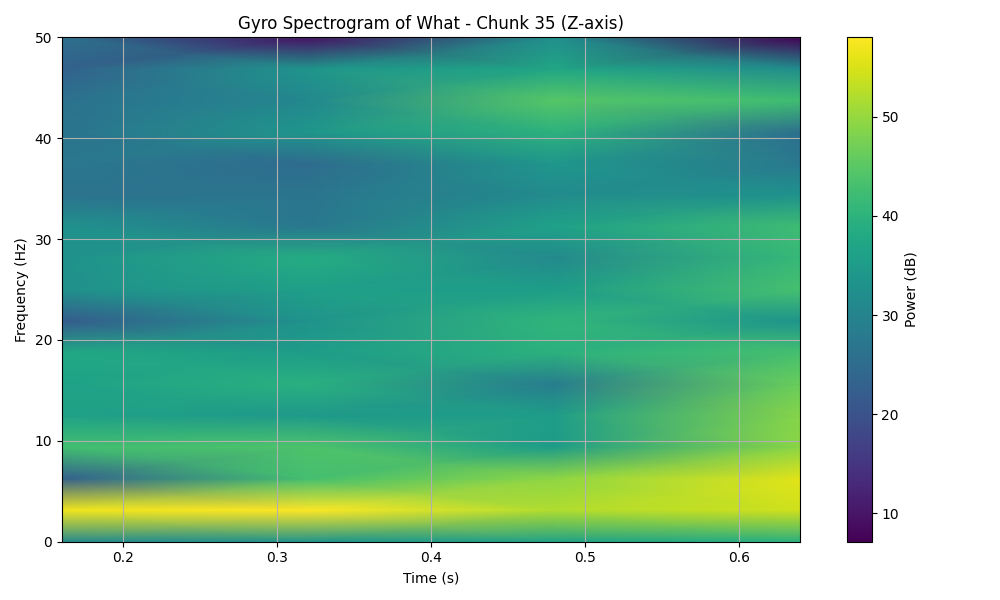 Gyro Spectrogram of What - Chunk 35 (Z-axis)
50
40
30
20
10
0
Frequency (Hz)
0.2 0.3 0.4 0.5 0.6
Time (s)
50
40
30
20
10
Power (dB)